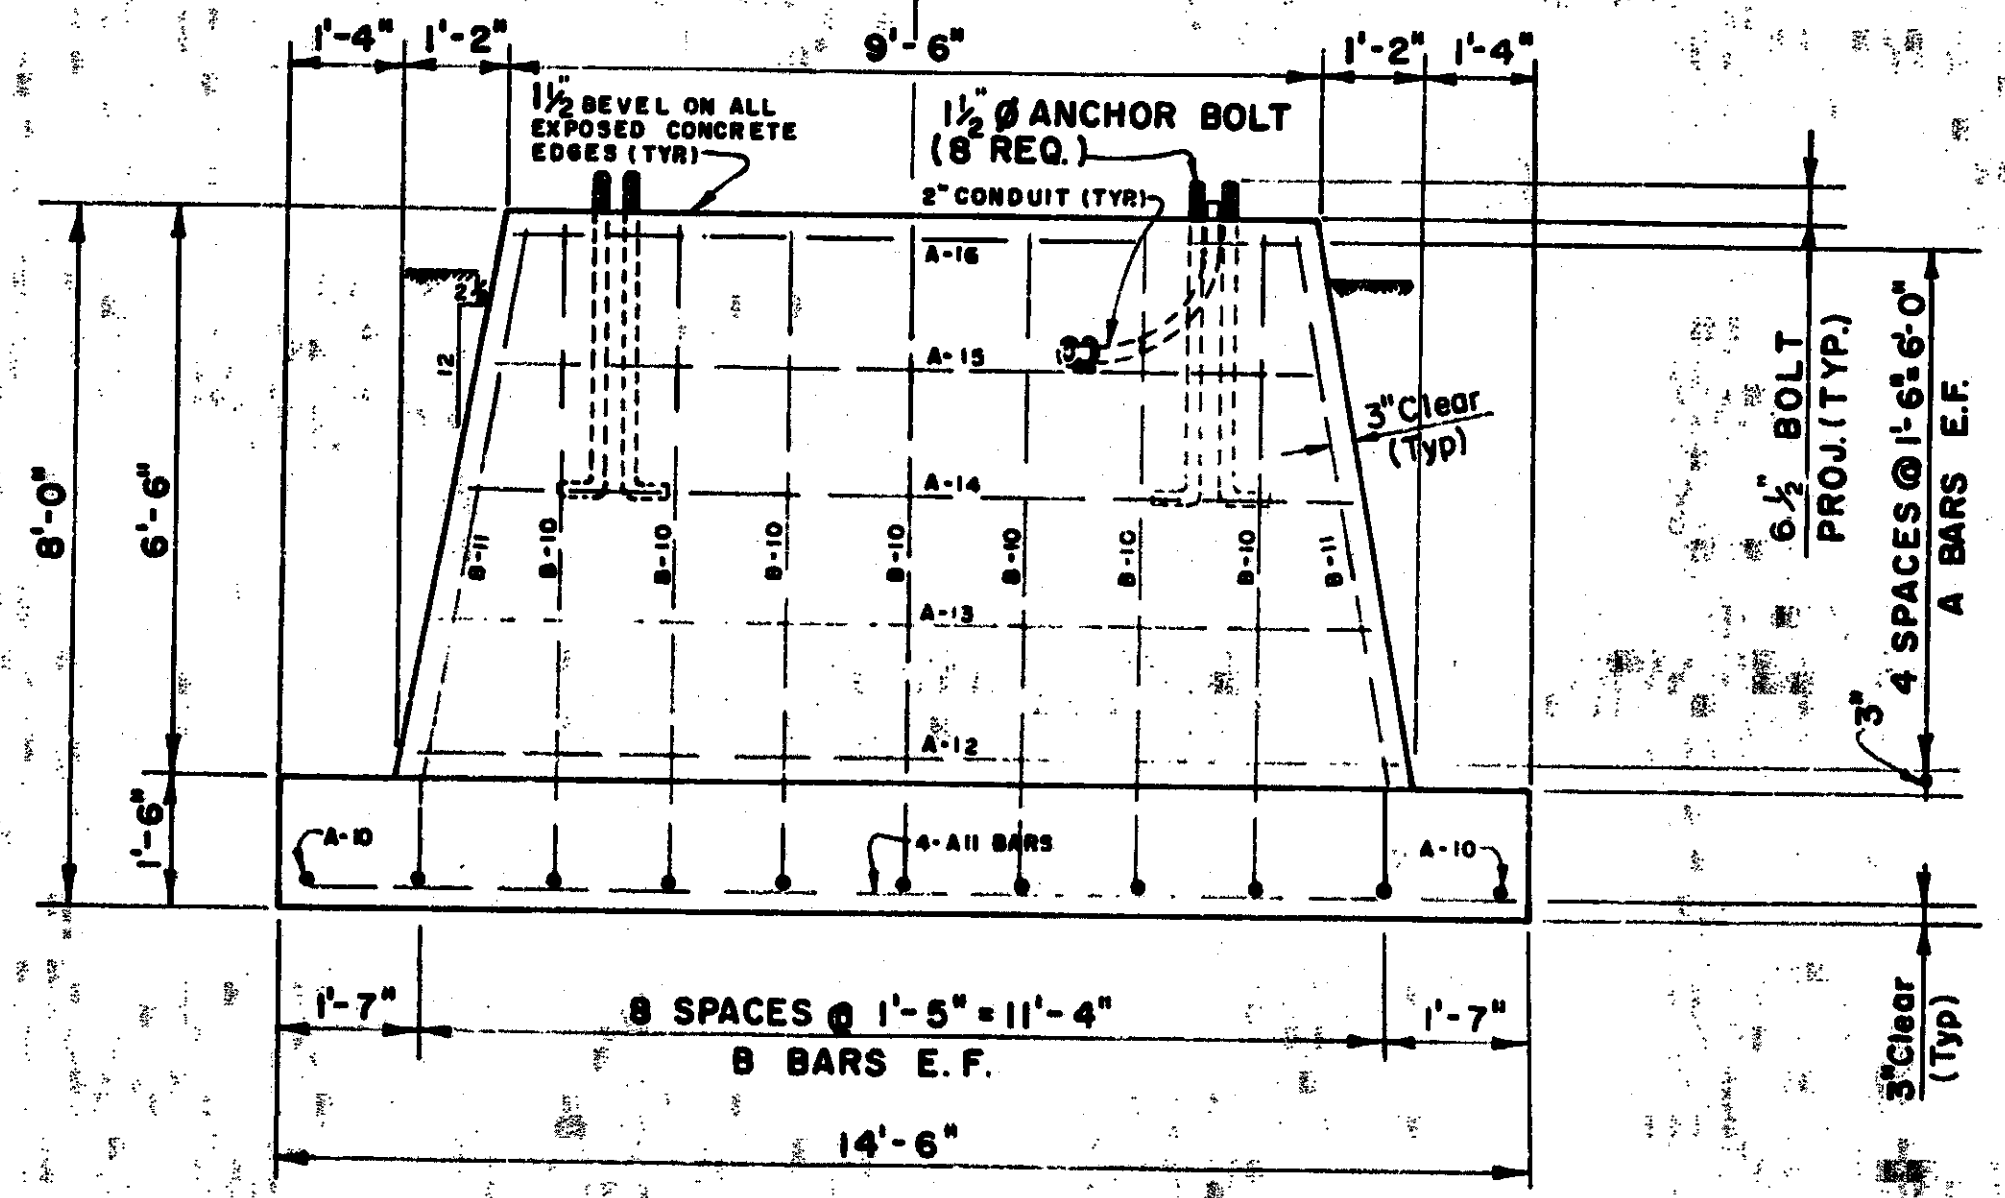 1'-4" 1'-2" 9'-6" 1'-2" 1'-4"
1½" BEVEL ON ALL
EXPOSED CONCRETE
EDGES (TYP.)
1½" Ø ANCHOR BOLT
(8 REQ.)
2" CONDUIT (TYP.)
A-16
12
A-15
3" Clear
(Typ)
A-14
B-11 B-10 B-10 B-10 B-10 B-10 B-10 B-10 B-11
A-13
A-12
8'-0"
6'-6"
1'-6"
6½" BOLT
PROJ. (TYP.)
4 SPACES @ 1'-6"=6'-0"
A BARS E.F.
3"
A-10
4-A11 BARS
A-10
3" Clear
(Typ)
1'-7" 8 SPACES @ 1'-5" = 11'-4" 1'-7"
B BARS E.F.
14'-6"